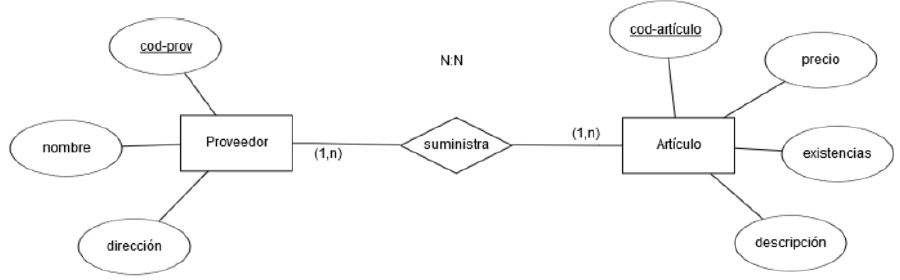 cod-prov
cod-artículo
N:N
precio
nombre
Proveedor
(1,n)
suministra
(1,n)
Artículo
existencias
dirección
descripción